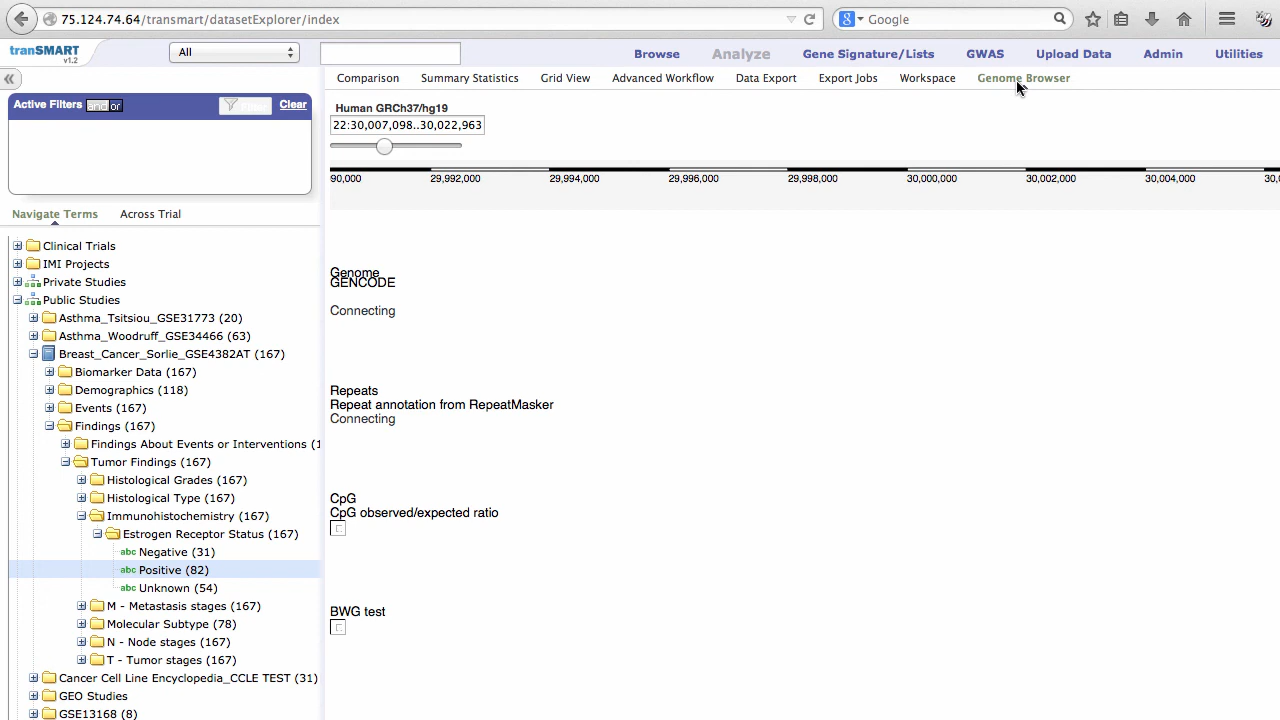 75.124.74.64/transmart/datasetExplorer/index
Google
tranSMART
v1.2
All
Browse Analyze Gene Signature/Lists GWAS Upload Data Admin Utilities
Comparison Summary Statistics Grid View Advanced Workflow Data Export Export Jobs Workspace Genome Browser
Active Filters and or Filter Clear
Navigate Terms Across Trial
Clinical Trials
IMI Projects
Private Studies
Public Studies
Asthma_Tsitsiou_GSE31773 (20)
Asthma_Woodruff_GSE34466 (63)
Breast_Cancer_Sorlie_GSE4382AT (167)
Biomarker Data (167)
Demographics (118)
Events (167)
Findings (167)
Findings About Events or Interventions (1
Tumor Findings (167)
Histological Grades (167)
Histological Type (167)
Immunohistochemistry (167)
Estrogen Receptor Status (167)
abc Negative (31)
abc Positive (82)
abc Unknown (54)
M - Metastasis stages (167)
Molecular Subtype (78)
N - Node stages (167)
T - Tumor stages (167)
Cancer Cell Line Encyclopedia_CCLE TEST (31)
GEO Studies
GSE13168 (8)
Human GRCh37/hg19
22:30,007,098..30,022,963
90,000 29,992,000 29,994,000 29,996,000 29,998,000 30,000,000 30,002,000 30,004,000 30,0
Genome
GENCODE
Connecting
Repeats
Repeat annotation from RepeatMasker
Connecting
CpG
CpG observed/expected ratio
BWG test